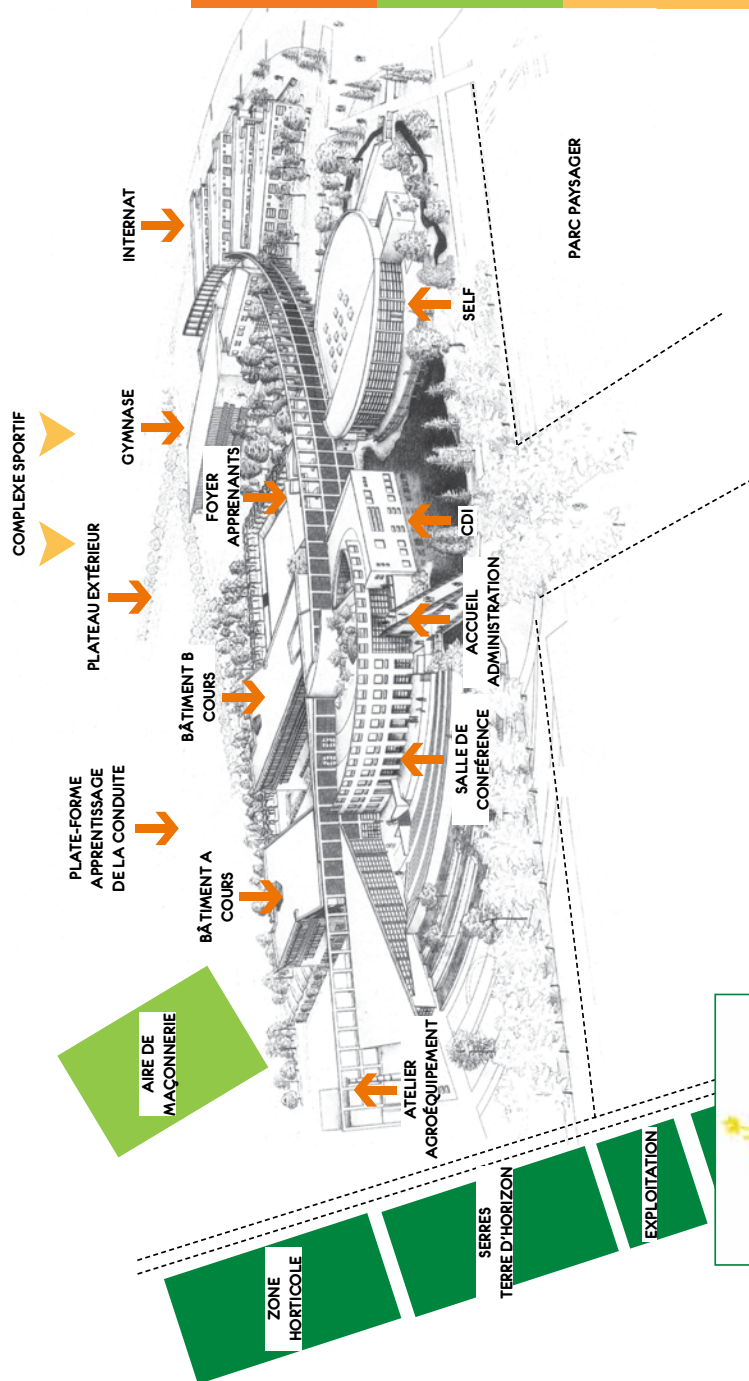 COMPLEXE SPORTIF
PLATE-FORME
APPRENTISSAGE
DE LA CONDUITE
PLATEAU EXTÉRIEUR
GYMNASE
INTERNAT
AIRE DE
MAÇONNERIE
BÂTIMENT A
COURS
BÂTIMENT B
COURS
FOYER
APPRENANTS
ZONE
HORTICOLE
SERRES
TERRE D'HORIZON
EXPLOITATION
ATELIER
AGROÉQUIPEMENT
SALLE DE
CONFÉRENCE
ACCUEIL
ADMINISTRATION
CDI
SELF
PARC PAYSAGER